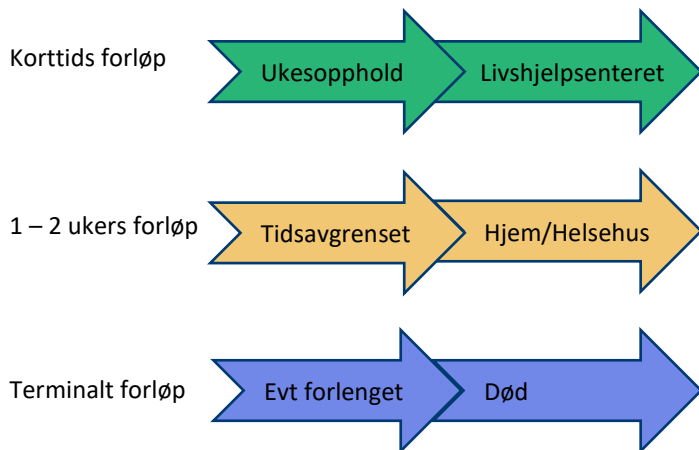 Korttids forløp
Ukesopphold
Livshjelpsenteret
1 – 2 ukers forløp
Tidsavgrenset
Hjem/Helsehus
Terminalt forløp
Evt forlenget
Død